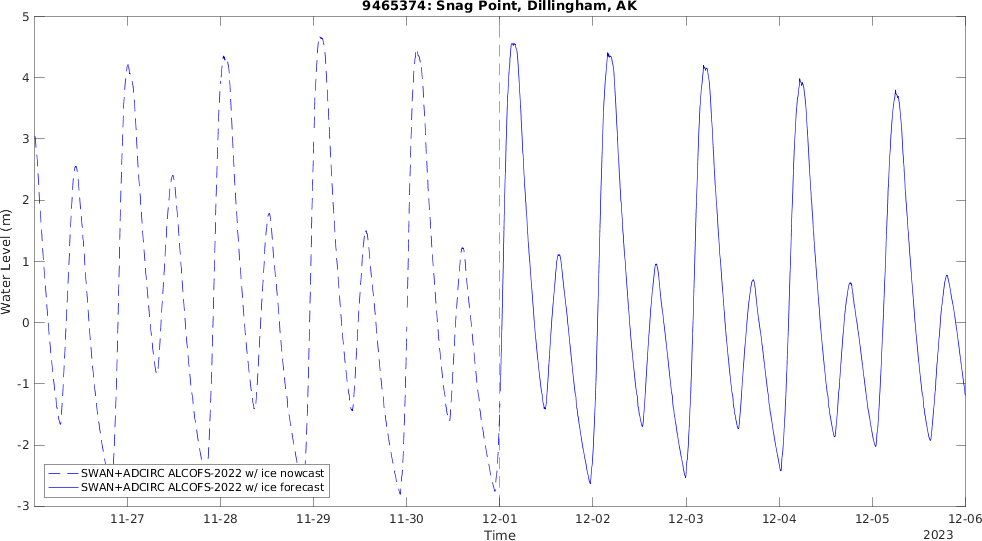 9465374: Snag Point, Dillingham, AK
5
4
3
2
1
0
-1
-2
-3
Water Level (m)
SWAN+ADCIRC ALCOFS-2022 w/ ice nowcast
SWAN+ADCIRC ALCOFS-2022 w/ ice forecast
11-27 11-28 11-29 11-30 12-01 12-02 12-03 12-04 12-05 12-06
Time
2023